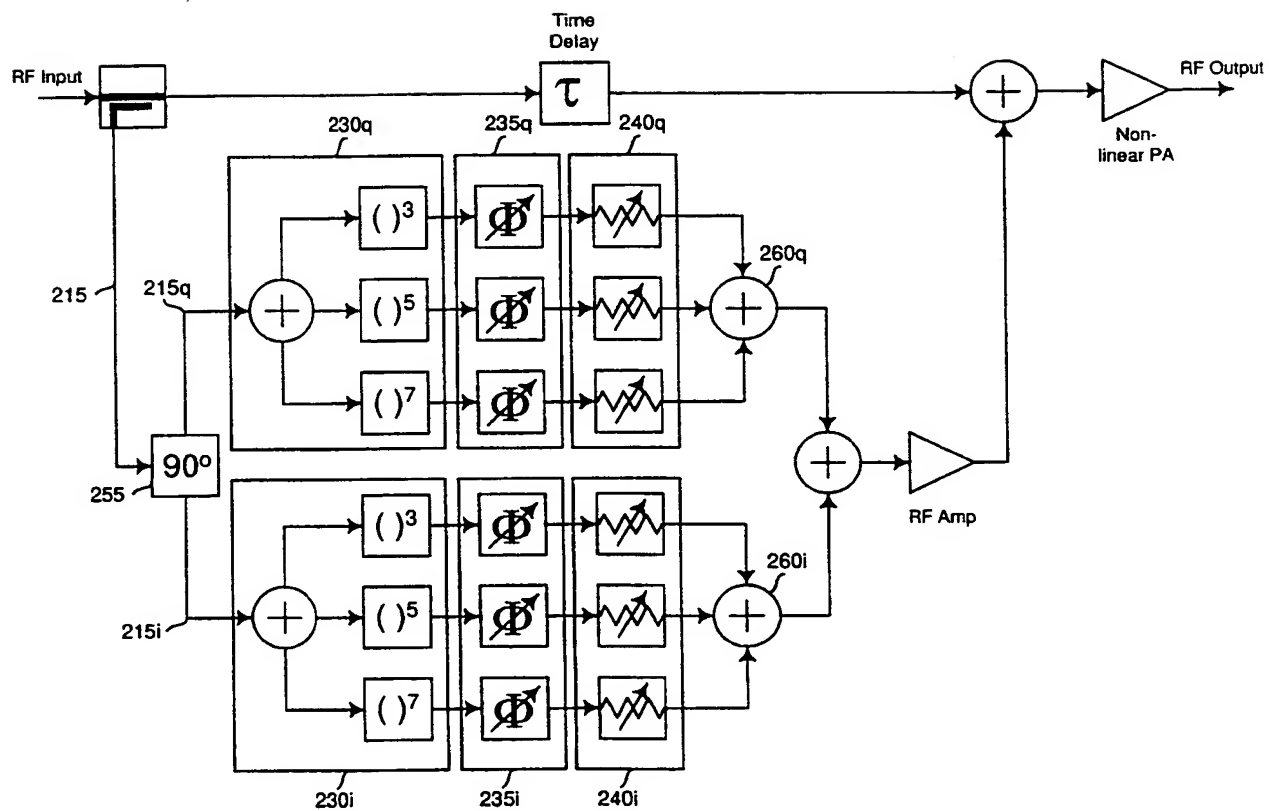 Time
Delay
RF Input
τ
RF Output
Non-
linear PA
230q
235q
240q
( )3
Φ
( )5
Φ
( )7
Φ
260q
215
215q
90º
255
RF Amp
215i
( )3
Φ
( )5
Φ
( )7
Φ
260i
230i
235i
240i